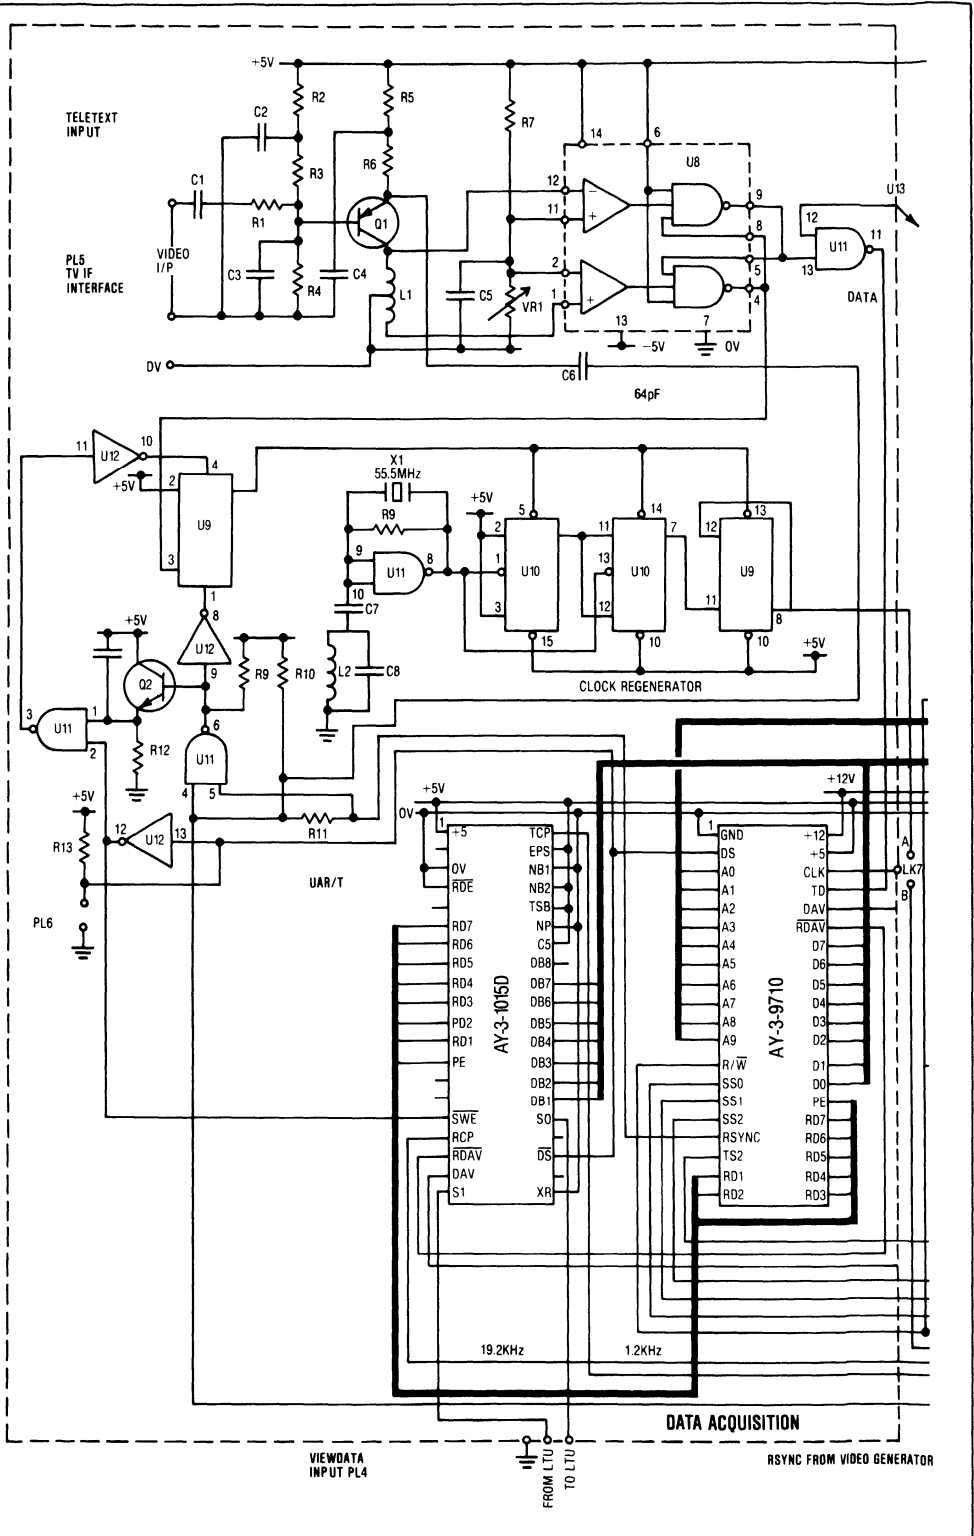 +5V
TELETEXT
INPUT
C2
R2
R5
R7
14
6
U8
R3
R6
C1
R1
Q1
12
−
11
+
9
8
U13
12
11
U11
13
PL5
TV IF
INTERFACE
VIDEO
I/P
C3
R4
C4
L1
C5
VR1
2
−
1
+
5
4
DATA
13
−5V
7
0V
DV
C6
64pF
11
U12
10
4
+5V
2
U9
3
1
X1
55.5MHz
R9
9
10
U11
8
C7
L2
C8
+5V
5
2
1
3
U10
15
11
13
12
14
U10
7
10
12
13
U9
11
8
10
+5V
CLOCK REGENERATOR
+5V
8
U12
9
R9
R10
Q2
3
U11
1
2
R12
6
U11
4
5
+5V
R13
12
U12
13
R11
PL6
UAR/T
+5V
0V
+12V
1
+5
0V
RDE
RD7
RD6
RD5
RD4
RD3
PD2
RD1
PE
SWE
RCP
RDAV
DAV
S1
AY-3-1015D
TCP
EPS
NB1
NB2
TSB
NP
C5
DB8
DB7
DB6
DB5
DB4
DB3
DB2
DB1
SO
DS
XR
1
GND
DS
A0
A1
A2
A3
A4
A5
A6
A7
A8
A9
R/W
SS0
SS1
SS2
RSYNC
TS2
RD1
RD2
AY-3-9710
+12
+5
CLK
TD
DAV
RDAV
D7
D6
D5
D4
D3
D2
D1
D0
PE
RD7
RD6
RD5
RD4
RD3
A
LK7
B
19.2KHz
1.2KHz
DATA ACQUISITION
VIEWDATA
INPUT PL4
FROM LTU
TO LTU
RSYNC FROM VIDEO GENERATOR